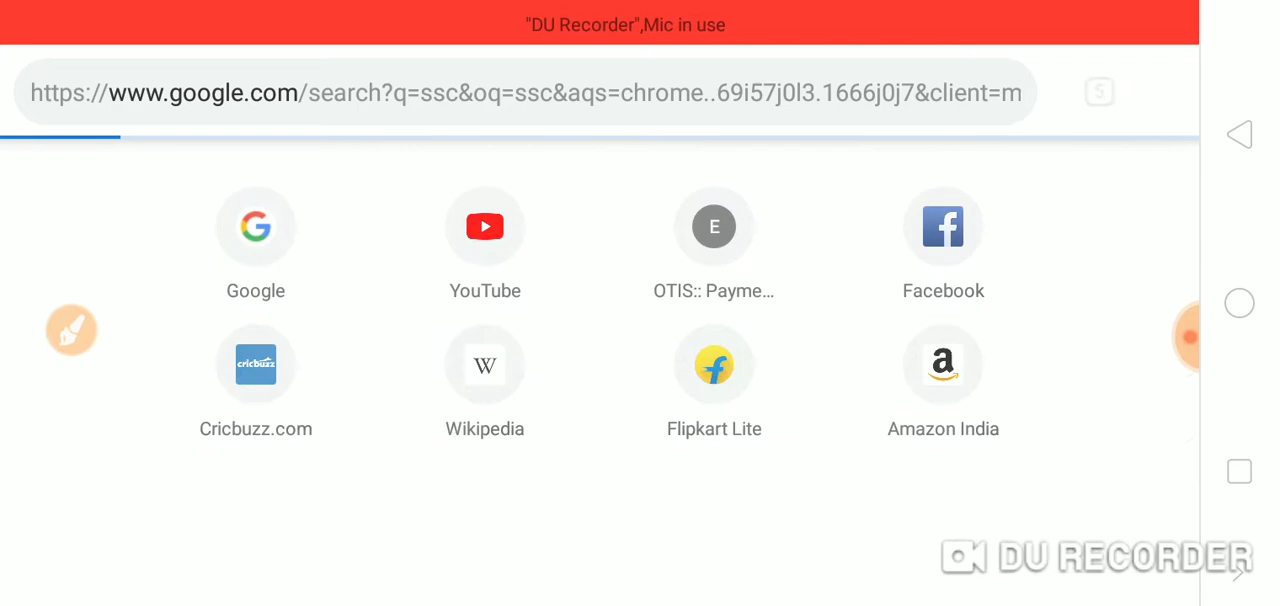 "DU Recorder",Mic in use
https://www.google.com/search?q=ssc&oq=ssc&aqs=chrome..69i57j0l3.1666j0j7&client=m
5
E
Google
YouTube
OTIS:: Payme...
Facebook
cricbuzz
W
f
a
Cricbuzz.com
Wikipedia
Flipkart Lite
Amazon India
DU RECORDER